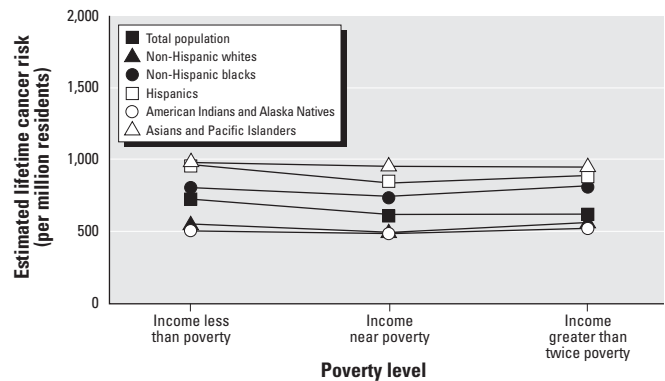 2,000
1,500
1,000
500
0
Estimated lifetime cancer risk
(per million residents)
Total population
Non-Hispanic whites
Non-Hispanic blacks
Hispanics
American Indians and Alaska Natives
Asians and Pacific Islanders
Income less
than poverty
Income
near poverty
Income
greater than
twice poverty
Poverty level